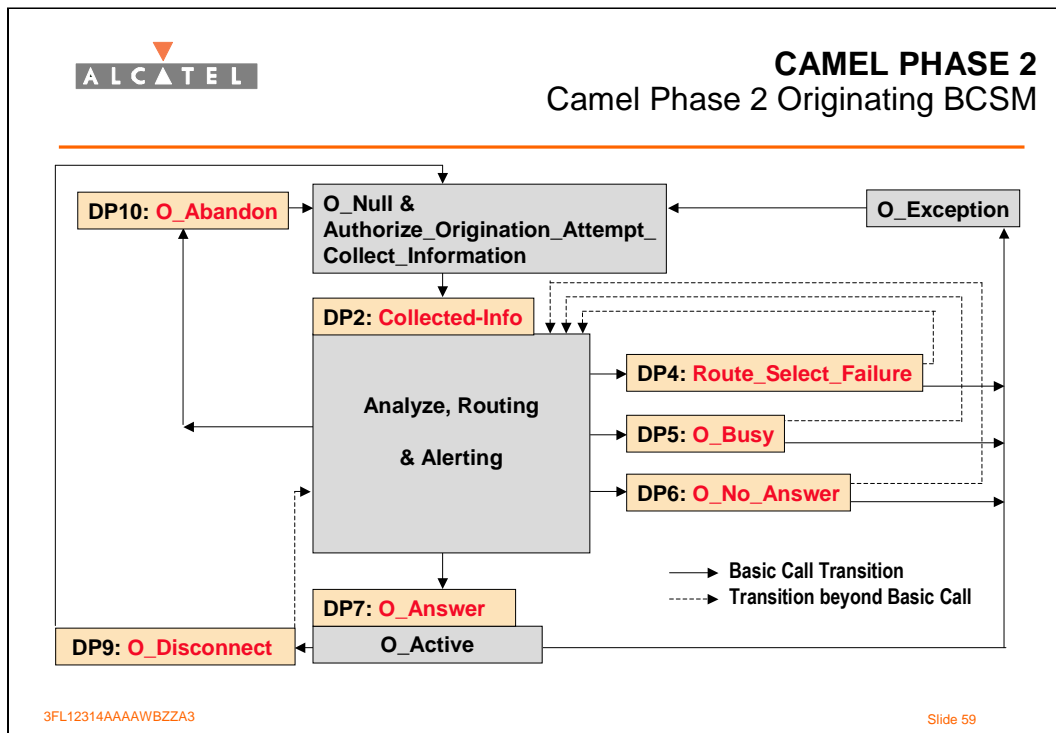 ALCATEL
CAMEL PHASE 2
Camel Phase 2 Originating BCSM
DP10: O_Abandon
O_Null &
Authorize_Origination_Attempt_
Collect_Information
O_Exception
DP2: Collected-Info
Analyze, Routing
& Alerting
DP4: Route_Select_Failure
DP5: O_Busy
DP6: O_No_Answer
Basic Call Transition
Transition beyond Basic Call
DP7: O_Answer
O_Active
DP9: O_Disconnect
3FL12314AAAAWBZZA3
Slide 59